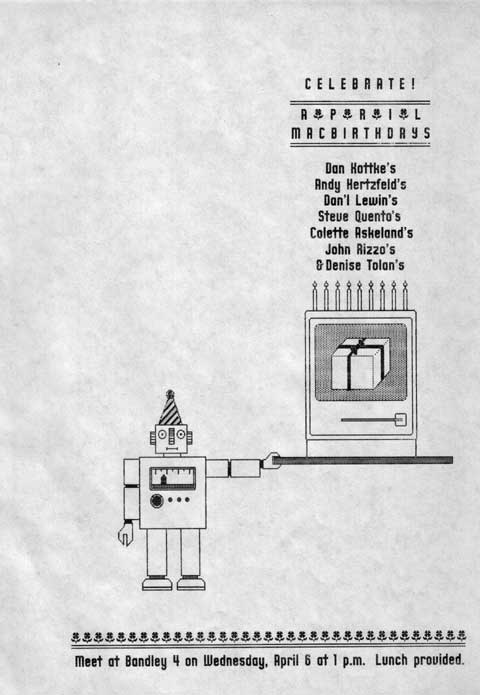 CELEBRATE!
APRIL
MACBIRTHDAYS
Dan Kottke's
Andy Hertzfeld's
Dan'l Lewin's
Steve Quento's
Colette Askeland's
John Rizzo's
& Denise Tolan's
Meet at Bandley 4 on Wednesday, April 6 at 1 p.m. Lunch provided.